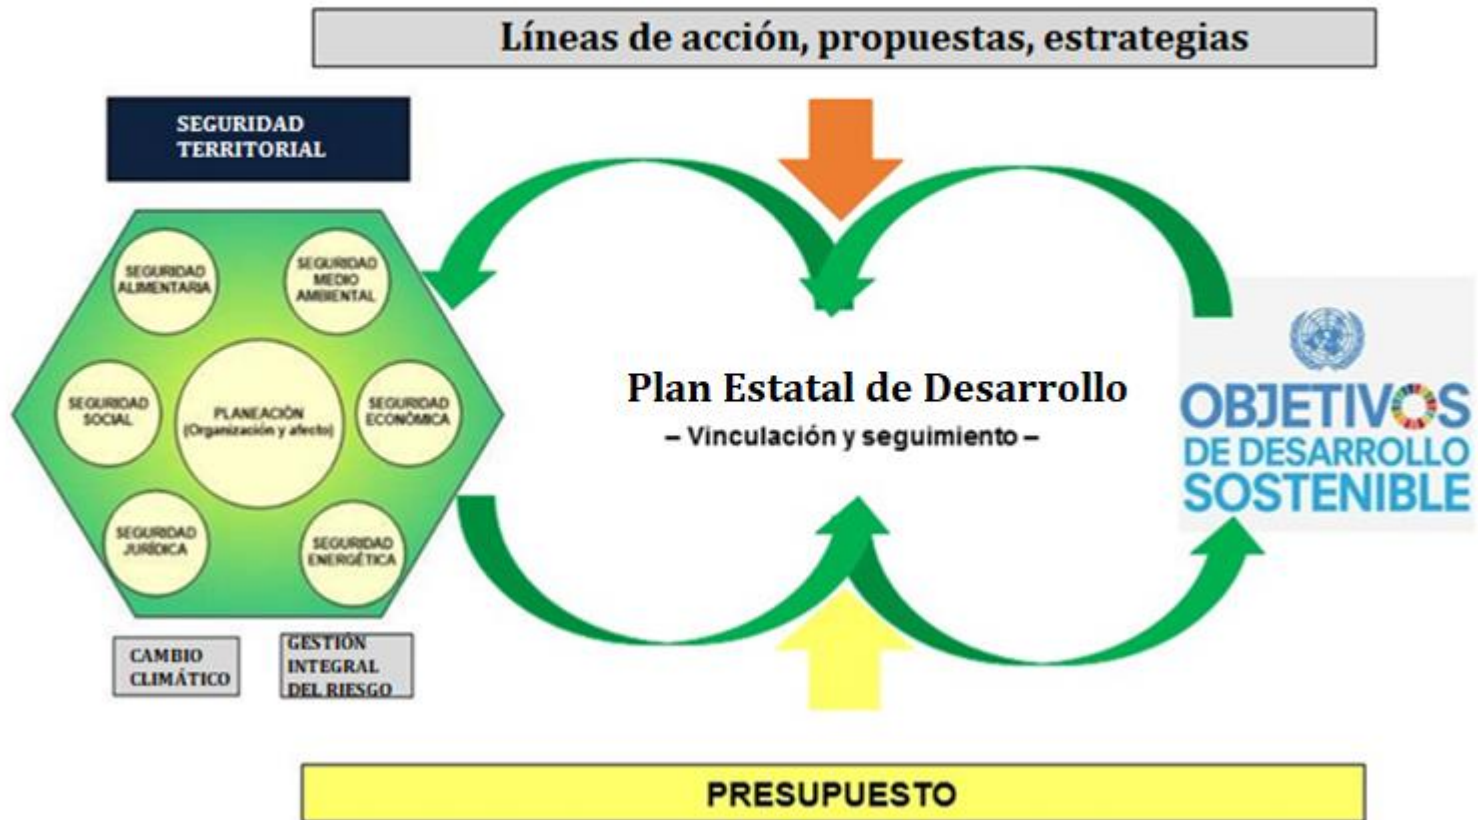 Líneas de acción, propuestas, estrategias
SEGURIDAD
TERRITORIAL
SEGURIDAD
ALIMENTARIA
SEGURIDAD
MEDIO
AMBIENTAL
SEGURIDAD
SOCIAL
PLANEACIÓN
(Organización y afecto)
SEGURIDAD
ECONÓMICA
SEGURIDAD
JURÍDICA
SEGURIDAD
ENERGÉTICA
CAMBIO
CLIMÁTICO
GESTIÓN
INTEGRAL
DEL RIESGO
Plan Estatal de Desarrollo
– Vinculación y seguimiento –
OBJETIVOS
DE DESARROLLO
SOSTENIBLE
PRESUPUESTO